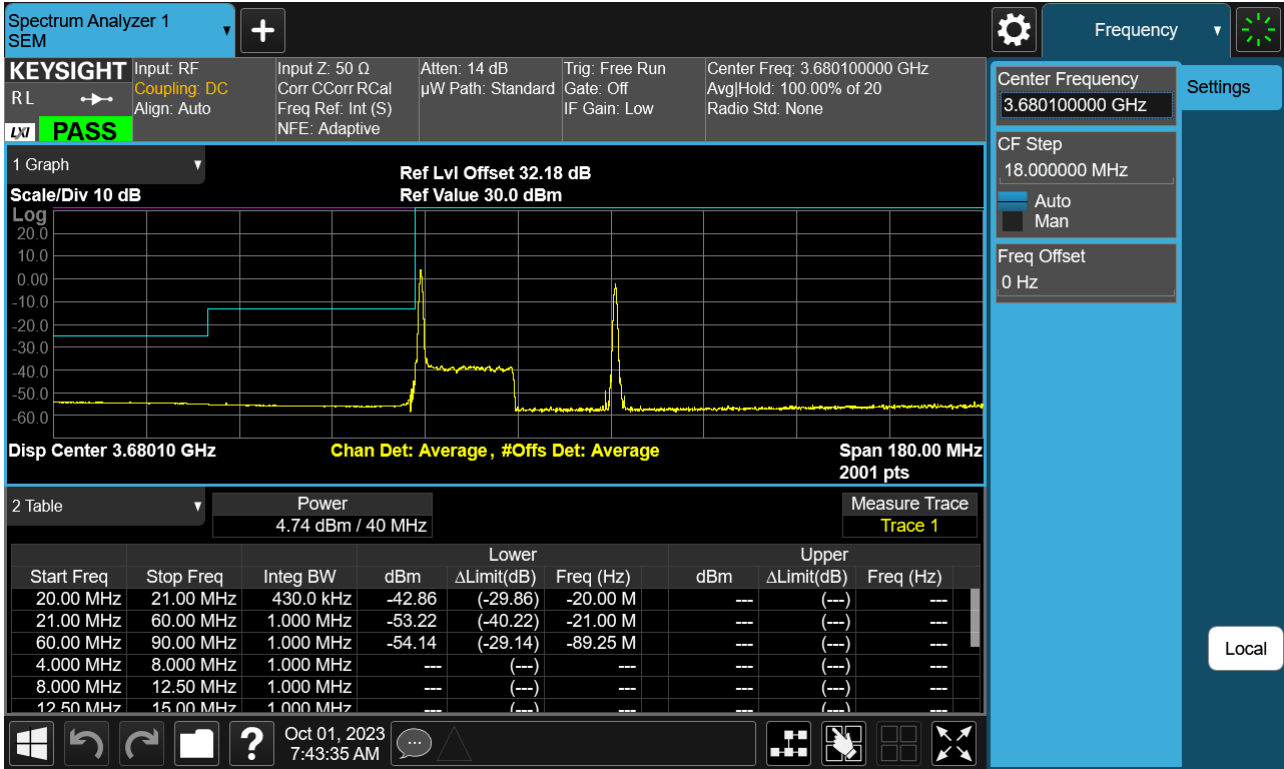 Spectrum Analyzer 1
SEM
Frequency
KEYSIGHT
R L
LXI
PASS
Input: RF
Coupling: DC
Align: Auto
Input Z: 50 Ω
Corr CCorr RCal
Freq Ref: Int (S)
NFE: Adaptive
Atten: 14 dB
µW Path: Standard
Trig: Free Run
Gate: Off
IF Gain: Low
Center Freq: 3.680100000 GHz
Avg|Hold: 100.00% of 20
Radio Std: None
Center Frequency
3.680100000 GHz
Settings
CF Step
18.000000 MHz
Auto
Man
Freq Offset
0 Hz
Local
1 Graph
Scale/Div 10 dB
Ref Lvl Offset 32.18 dB
Ref Value 30.0 dBm
Log
20.0
10.0
0.00
-10.0
-20.0
-30.0
-40.0
-50.0
-60.0
Disp Center 3.68010 GHz
Chan Det: Average , #Offs Det: Average
Span 180.00 MHz
2001 pts
2 Table
Power
4.74 dBm / 40 MHz
Measure Trace
Trace 1
Lower Upper
Start Freq Stop Freq Integ BW dBm ΔLimit(dB) Freq (Hz) dBm ΔLimit(dB) Freq (Hz)
20.00 MHz 21.00 MHz 430.0 kHz -42.86 (-29.86) -20.00 M --- (---) ---
21.00 MHz 60.00 MHz 1.000 MHz -53.22 (-40.22) -21.00 M --- (---) ---
60.00 MHz 90.00 MHz 1.000 MHz -54.14 (-29.14) -89.25 M --- (---) ---
4.000 MHz 8.000 MHz 1.000 MHz --- (---) --- --- (---) ---
8.000 MHz 12.50 MHz 1.000 MHz --- (---) --- --- (---) ---
12.50 MHz 15.00 MHz 1.000 MHz --- (---) --- --- (---) ---
?
Oct 01, 2023
7:43:35 AM